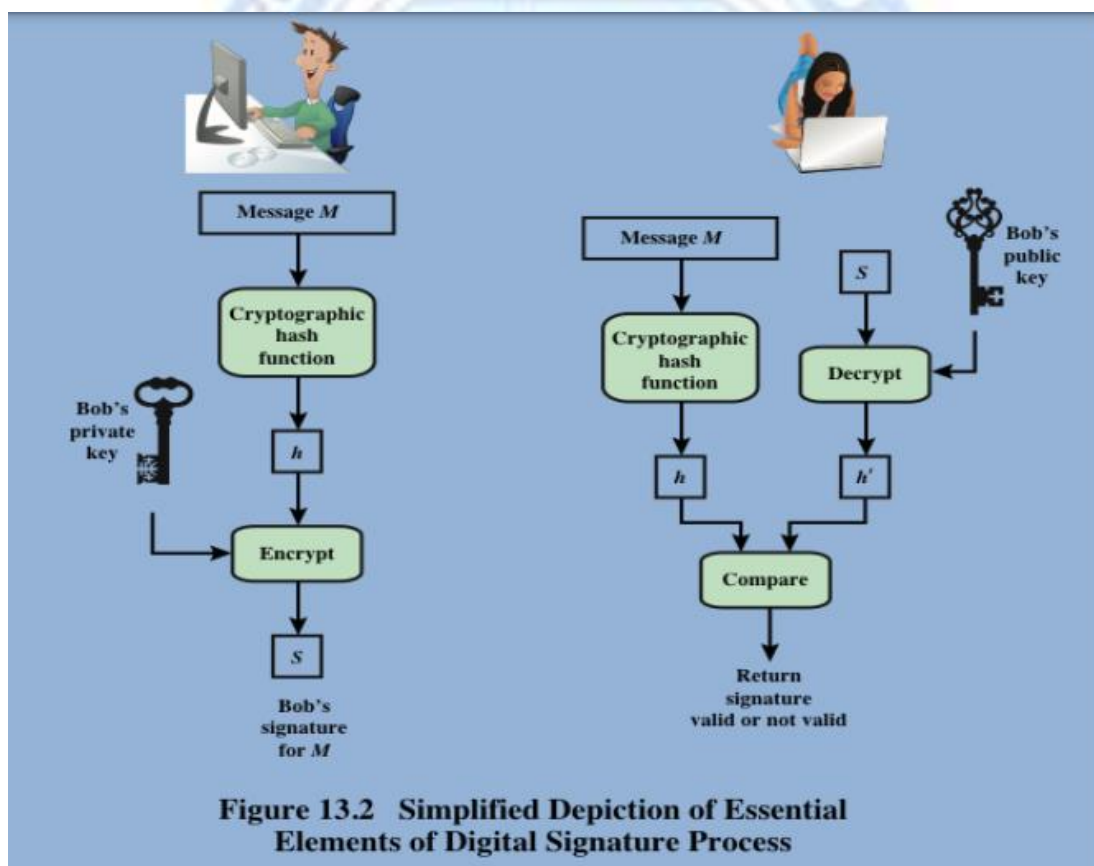 Message M
Cryptographic
hash
function
Bob's
private
key
h
Encrypt
S
Bob's
signature
for M
Message M
Cryptographic
hash
function
h
S
Bob's
public
key
Decrypt
h'
Compare
Return
signature
valid or not valid
Figure 13.2 Simplified Depiction of Essential
Elements of Digital Signature Process